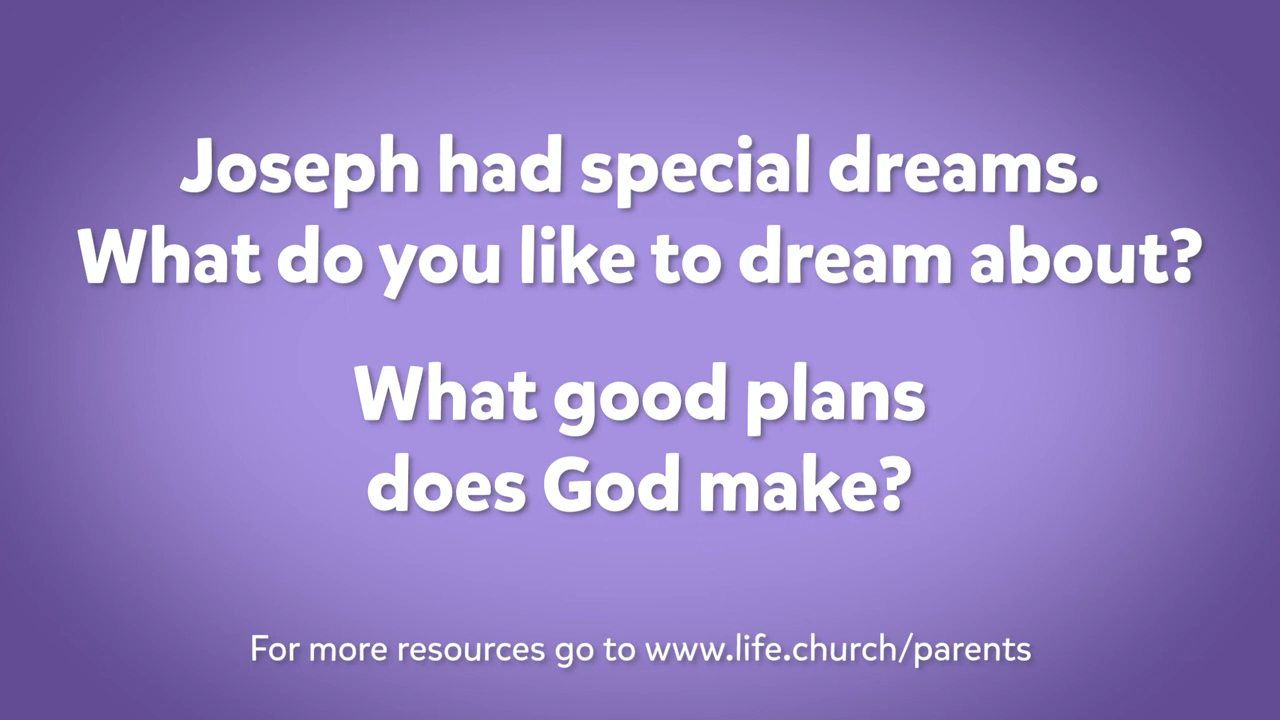 Joseph had special dreams.
What do you like to dream about?
What good plans
does God make?
For more resources go to www.life.church/parents